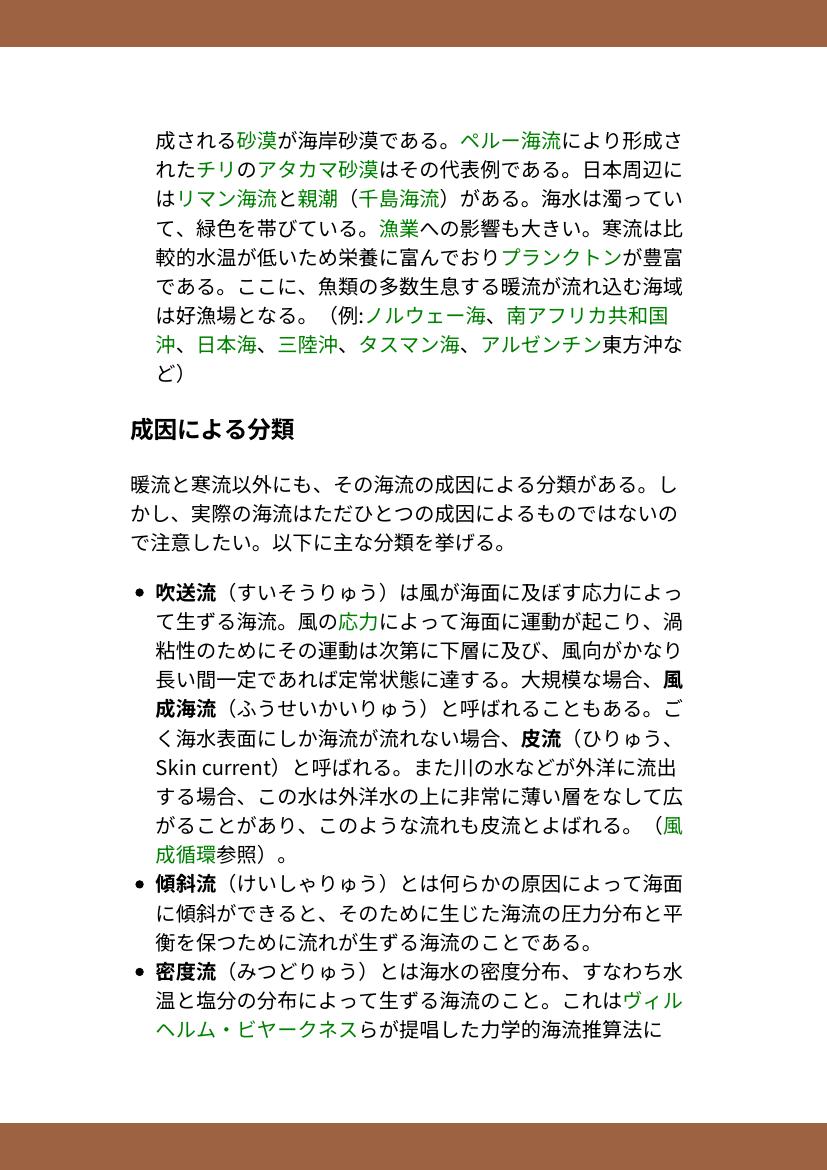 成される砂漠が海岸砂漠である。ペルー海流により形成さ
れたチリのアタカマ砂漠はその代表例である。日本周辺に
はリマン海流と親潮（千島海流）がある。海水は濁ってい
て、緑色を帯びている。漁業への影響も大きい。寒流は比
較的水温が低いため栄養に富んでおりプランクトンが豊富
である。ここに、魚類の多数生息する暖流が流れ込む海域
は好漁場となる。（例:ノルウェー海、南アフリカ共和国
沖、日本海、三陸沖、タスマン海、アルゼンチン東方沖な
ど）
成因による分類
暖流と寒流以外にも、その海流の成因による分類がある。し
かし、実際の海流はただひとつの成因によるものではないの
で注意したい。以下に主な分類を挙げる。
• 吹送流（すいそうりゅう）は風が海面に及ぼす応力によっ
て生ずる海流。風の応力によって海面に運動が起こり、渦
粘性のためにその運動は次第に下層に及び、風向がかなり
長い間一定であれば定常状態に達する。大規模な場合、風
成海流（ふうせいかいりゅう）と呼ばれることもある。ご
く海水表面にしか海流が流れない場合、皮流（ひりゅう、
Skin current）と呼ばれる。また川の水などが外洋に流出
する場合、この水は外洋水の上に非常に薄い層をなして広
がることがあり、このような流れも皮流とよばれる。（風
成循環参照）。
• 傾斜流（けいしゃりゅう）とは何らかの原因によって海面
に傾斜ができると、そのために生じた海流の圧力分布と平
衡を保つために流れが生ずる海流のことである。
• 密度流（みつどりゅう）とは海水の密度分布、すなわち水
温と塩分の分布によって生ずる海流のこと。これはヴィル
ヘルム・ビヤークネスらが提唱した力学的海流推算法に